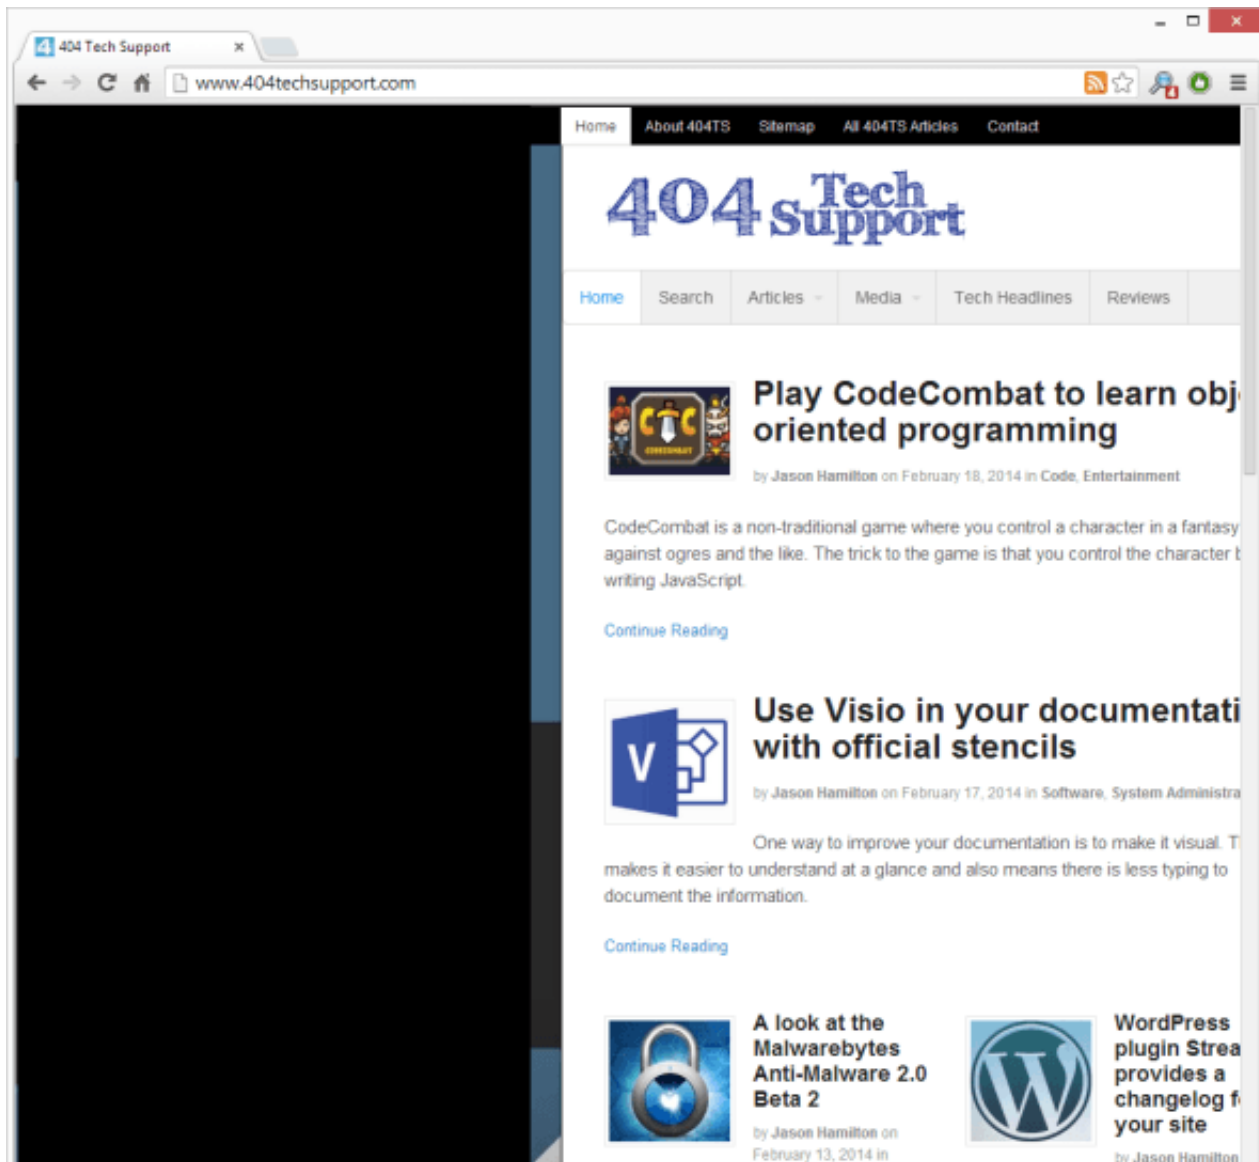 404 Tech Support
www.404techsupport.com
Home About 404TS Sitemap All 404TS Articles Contact
404 Tech Support
Home Search Articles Media Tech Headlines Reviews
Play CodeCombat to learn obj
oriented programming
by Jason Hamilton on February 18, 2014 in Code, Entertainment
CodeCombat is a non-traditional game where you control a character in a fantasy
against ogres and the like. The trick to the game is that you control the character b
writing JavaScript.
Continue Reading
Use Visio in your documentati
with official stencils
by Jason Hamilton on February 17, 2014 in Software, System Administra
One way to improve your documentation is to make it visual. T
makes it easier to understand at a glance and also means there is less typing to
document the information.
Continue Reading
A look at the
Malwarebytes
Anti-Malware 2.0
Beta 2
by Jason Hamilton on
February 13, 2014 in
WordPress
plugin Strea
provides a
changelog f
your site
by Jason Hamilton